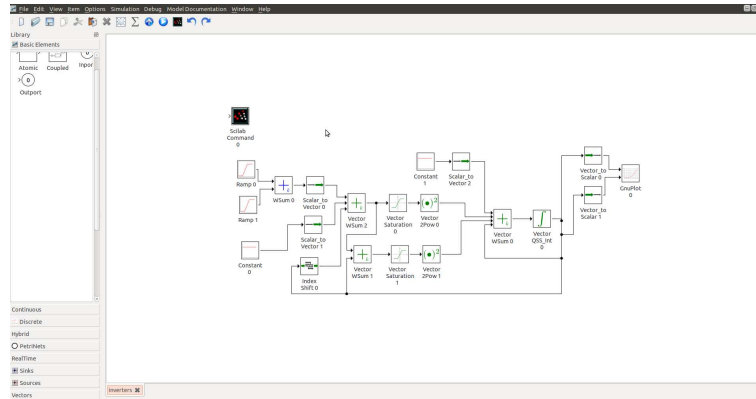 File Edit View Item Options Simulation Debug Model Documentation Window Help
Library
Basic Elements
Atomic Coupled Inpor
Outport
Continuous
Discrete
Hybrid
PetriNets
RealTime
Sinks
Sources
Vectors
Scilab
Command
0
Ramp 0
Ramp 1
WSum 0
Scalar_to
Vector 0
Constant
0
Scalar_to
Vector 1
Index
Shift 0
Vector
WSum 2
Vector
Saturation
0
Vector
2Pow 0
Vector
WSum 1
Vector
Saturation
1
Vector
2Pow 1
Constant
1
Scalar_to
Vector 2
Vector
WSum 0
Vector
QSS_Int
0
Vector_to
Scalar 0
Vector_to
Scalar 1
GnuPlot
0
inverters